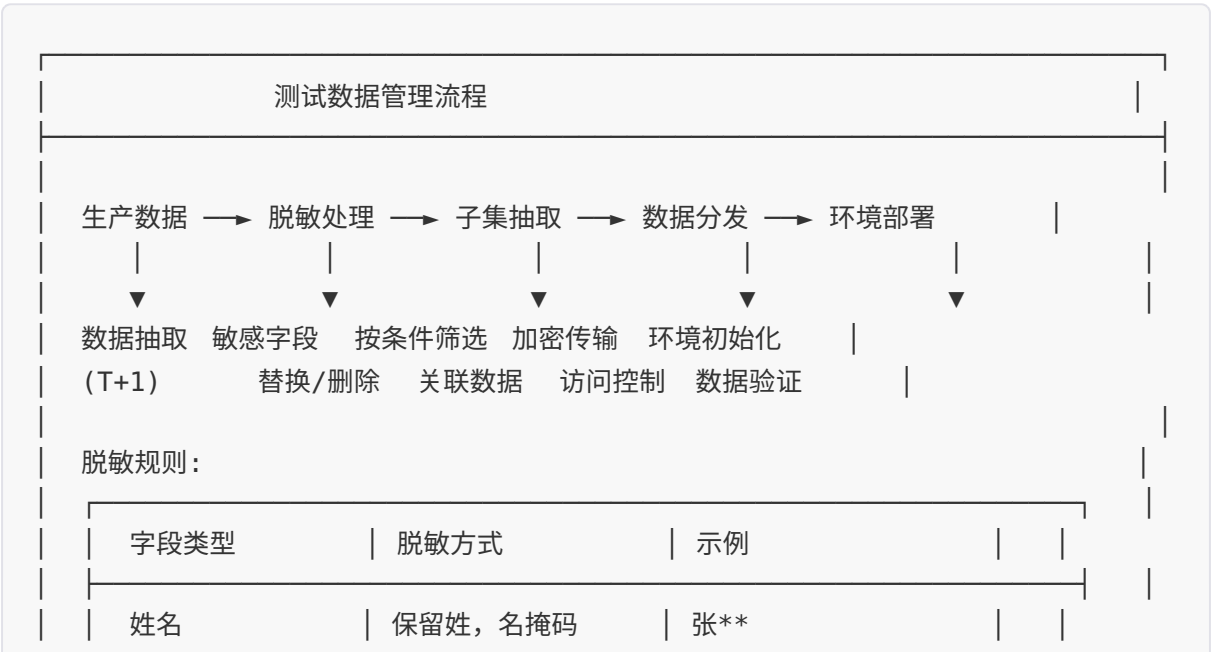 测试数据管理流程
生产数据 ──► 脱敏处理 ──► 子集抽取 ──► 数据分发 ──► 环境部署
数据抽取 敏感字段 按条件筛选 加密传输 环境初始化
(T+1) 替换/删除 关联数据 访问控制 数据验证
脱敏规则:
字段类型 │ 脱敏方式 │ 示例
姓名 │ 保留姓，名掩码 │ 张**